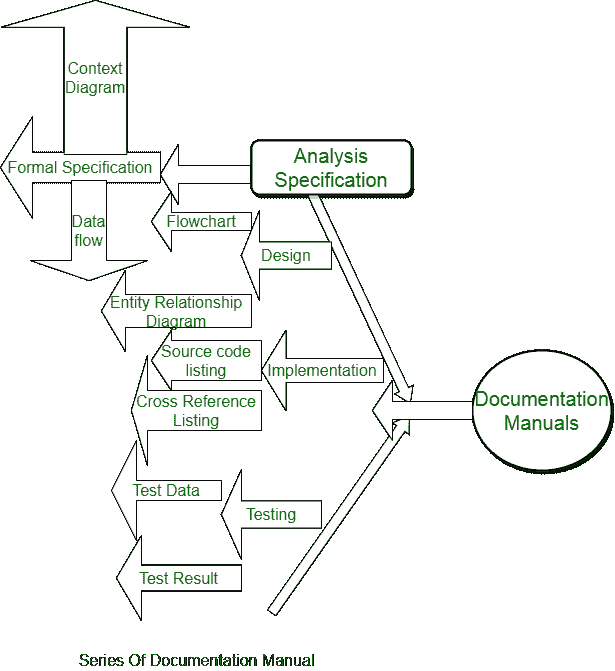 Context
Diagram
Analysis
Specification
Formal Specification
Data
flow
Flowchart
Design
Entity Relationship
Diagram
Source code
listing
Implementation
Cross Reference
Listing
Documentation
Manuals
Test Data
Testing
Test Result
Series Of Documentation Manual